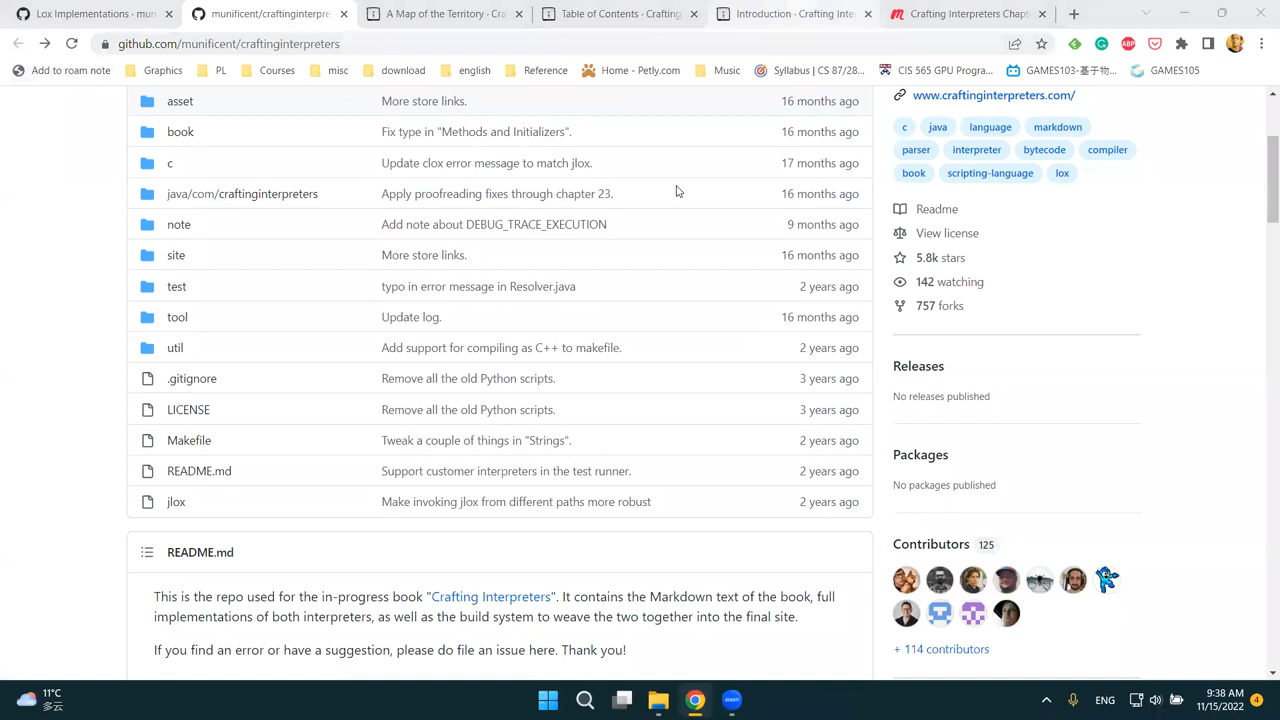 Lox Implementations · mun
munificent/craftinginterpre
A Map of the Territory · Cra
Table of Contents · Crafting
Introduction · Crafting Inte
Crafting Interpreters Chapt
github.com/munificent/craftinginterpreters
Add to roam note
Graphics
PL
Courses
misc
download
english
Reference
Home - Petly.com
Music
Syllabus | CS 87/28...
CIS 565 GPU Progra...
GAMES103-基于物...
GAMES105
asset More store links. 16 months ago
book Fix type in "Methods and Initializers". 16 months ago
c Update clox error message to match jlox. 17 months ago
java/com/craftinginterpreters Apply proofreading fixes through chapter 23. 16 months ago
note Add note about DEBUG_TRACE_EXECUTION 9 months ago
site More store links. 16 months ago
test typo in error message in Resolver.java 2 years ago
tool Update log. 16 months ago
util Add support for compiling as C++ to makefile. 2 years ago
.gitignore Remove all the old Python scripts. 3 years ago
LICENSE Remove all the old Python scripts. 3 years ago
Makefile Tweak a couple of things in "Strings". 2 years ago
README.md Support customer interpreters in the test runner. 2 years ago
jlox Make invoking jlox from different paths more robust 2 years ago
README.md
This is the repo used for the in-progress book "Crafting Interpreters". It contains the Markdown text of the book, full
implementations of both interpreters, as well as the build system to weave the two together into the final site.
If you find an error or have a suggestion, please do file an issue here. Thank you!
www.craftinginterpreters.com/
c java language markdown
parser interpreter bytecode compiler
book scripting-language lox
Readme
View license
5.8k stars
142 watching
757 forks
Releases
No releases published
Packages
No packages published
Contributors 125
+ 114 contributors
11°C
多云
zoom
ENG
9:38 AM
11/15/2022
4
ABP